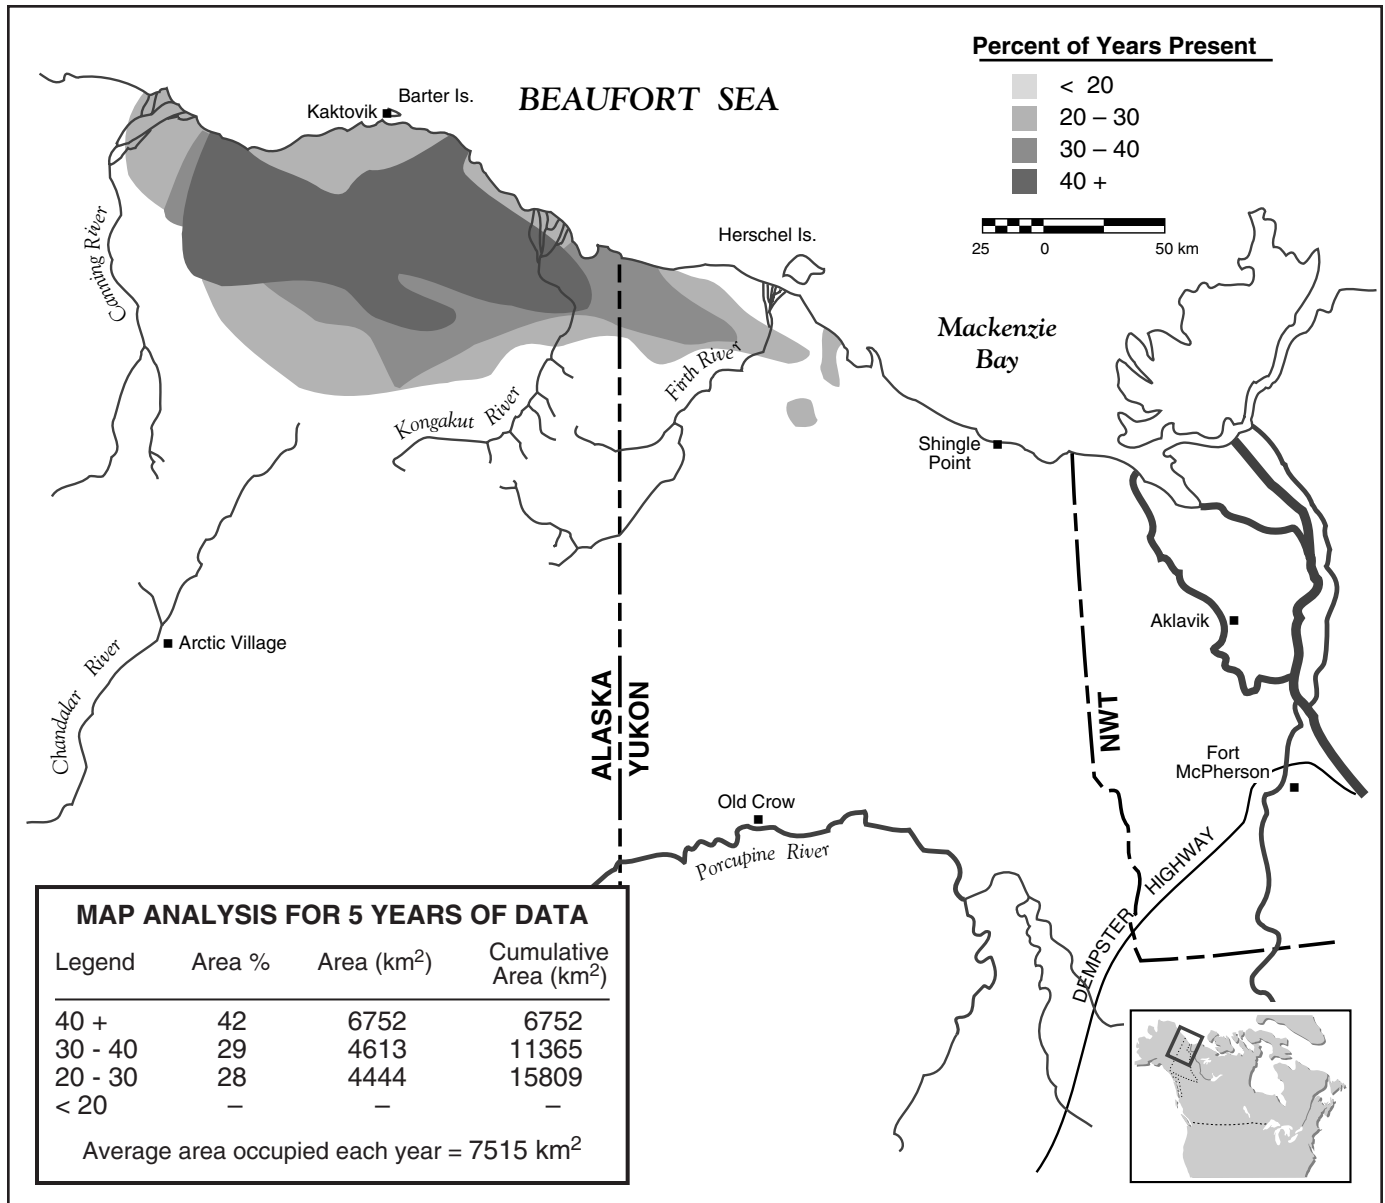 Percent of Years Present
< 20
20 – 30
30 – 40
40 +
25 0 50 km
BEAUFORT SEA
Barter Is.
Kaktovik
Canning River
Herschel Is.
Mackenzie
Bay
Firth River
Kongakut River
Shingle
Point
Aklavik
Arctic Village
Chandalar River
ALASKA
YUKON
NWT
Fort
McPherson
Old Crow
Porcupine River
DEMPSTER HIGHWAY
MAP ANALYSIS FOR 5 YEARS OF DATA
Legend Area % Area (km²) Cumulative
Area (km²)
40 + 42 6752 6752
30 - 40 29 4613 11365
20 - 30 28 4444 15809
< 20 – – –
Average area occupied each year = 7515 km²